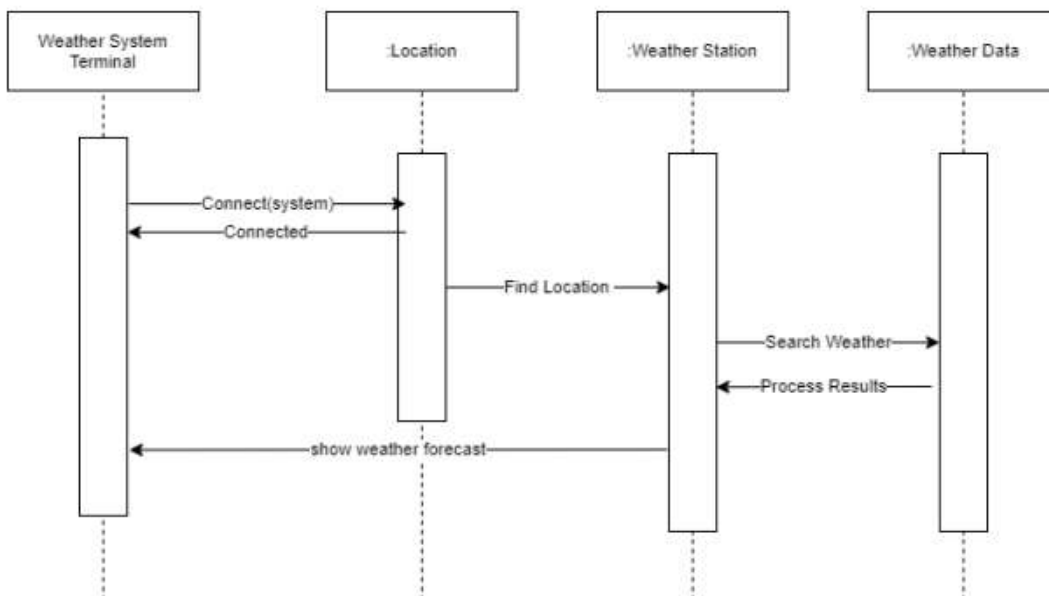 Weather System
Terminal
:Location
:Weather Station
:Weather Data
Connect(system)
Connected
Find Location
Search Weather
Process Results
show weather forecast